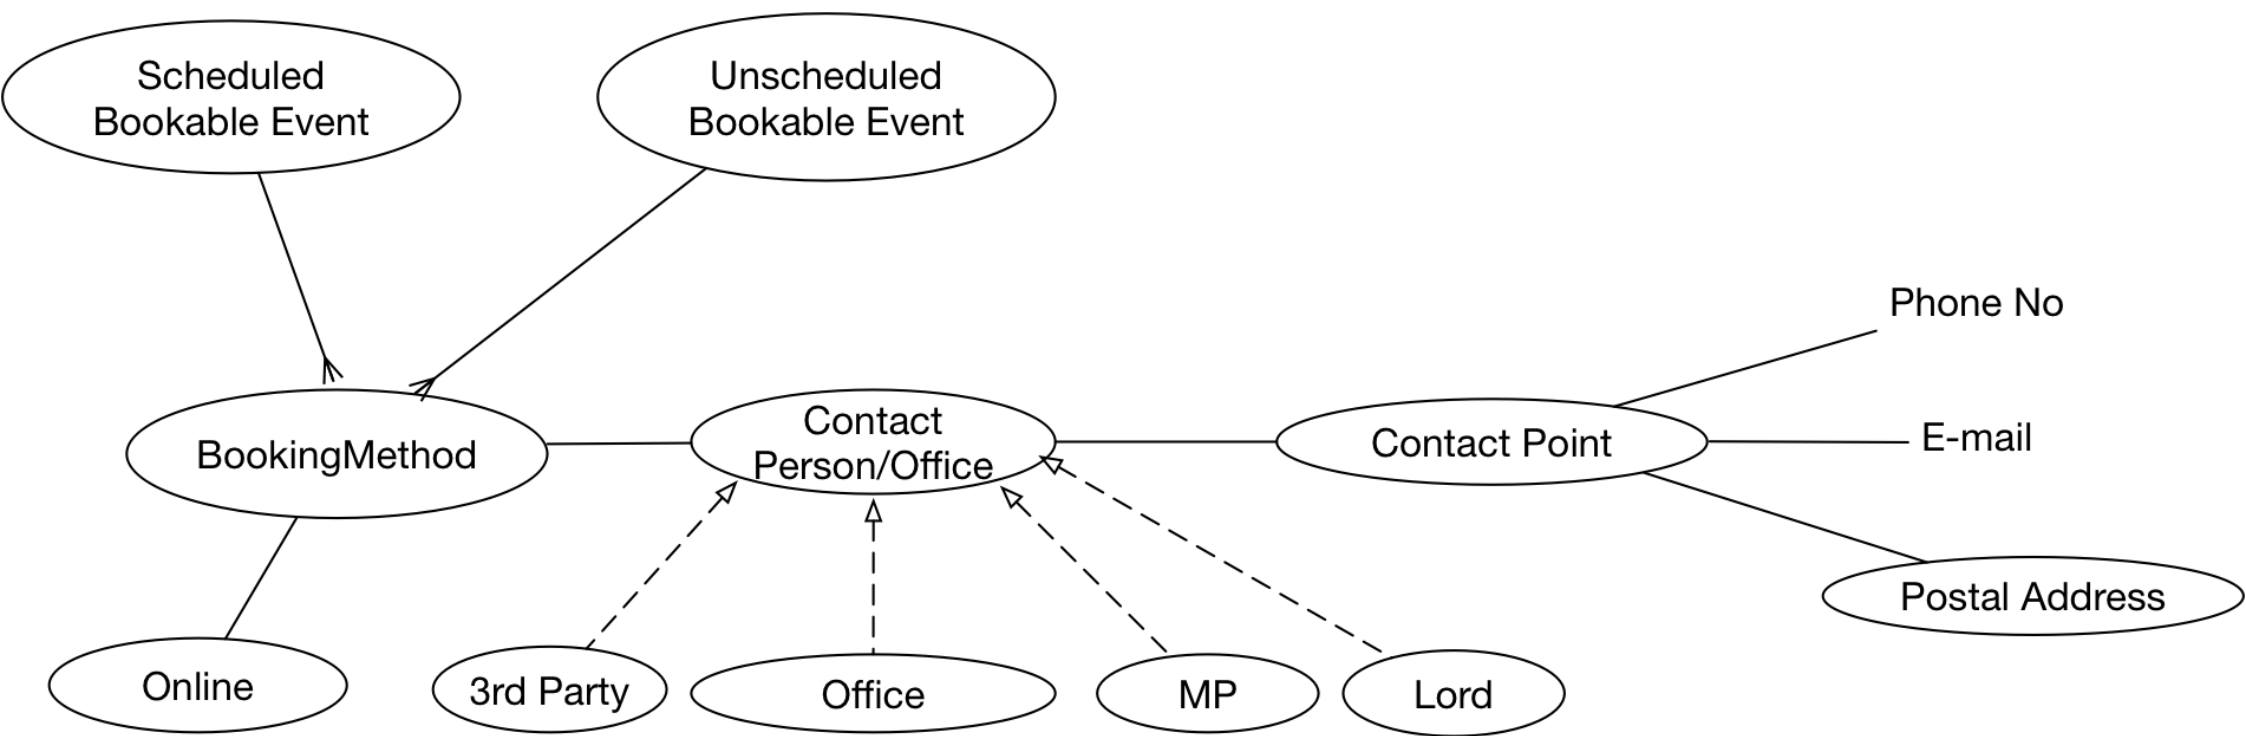 Scheduled
Bookable Event
Unscheduled
Bookable Event
Phone No
BookingMethod
Contact
Person/Office
Contact Point
E-mail
Postal Address
Online
3rd Party
Office
MP
Lord